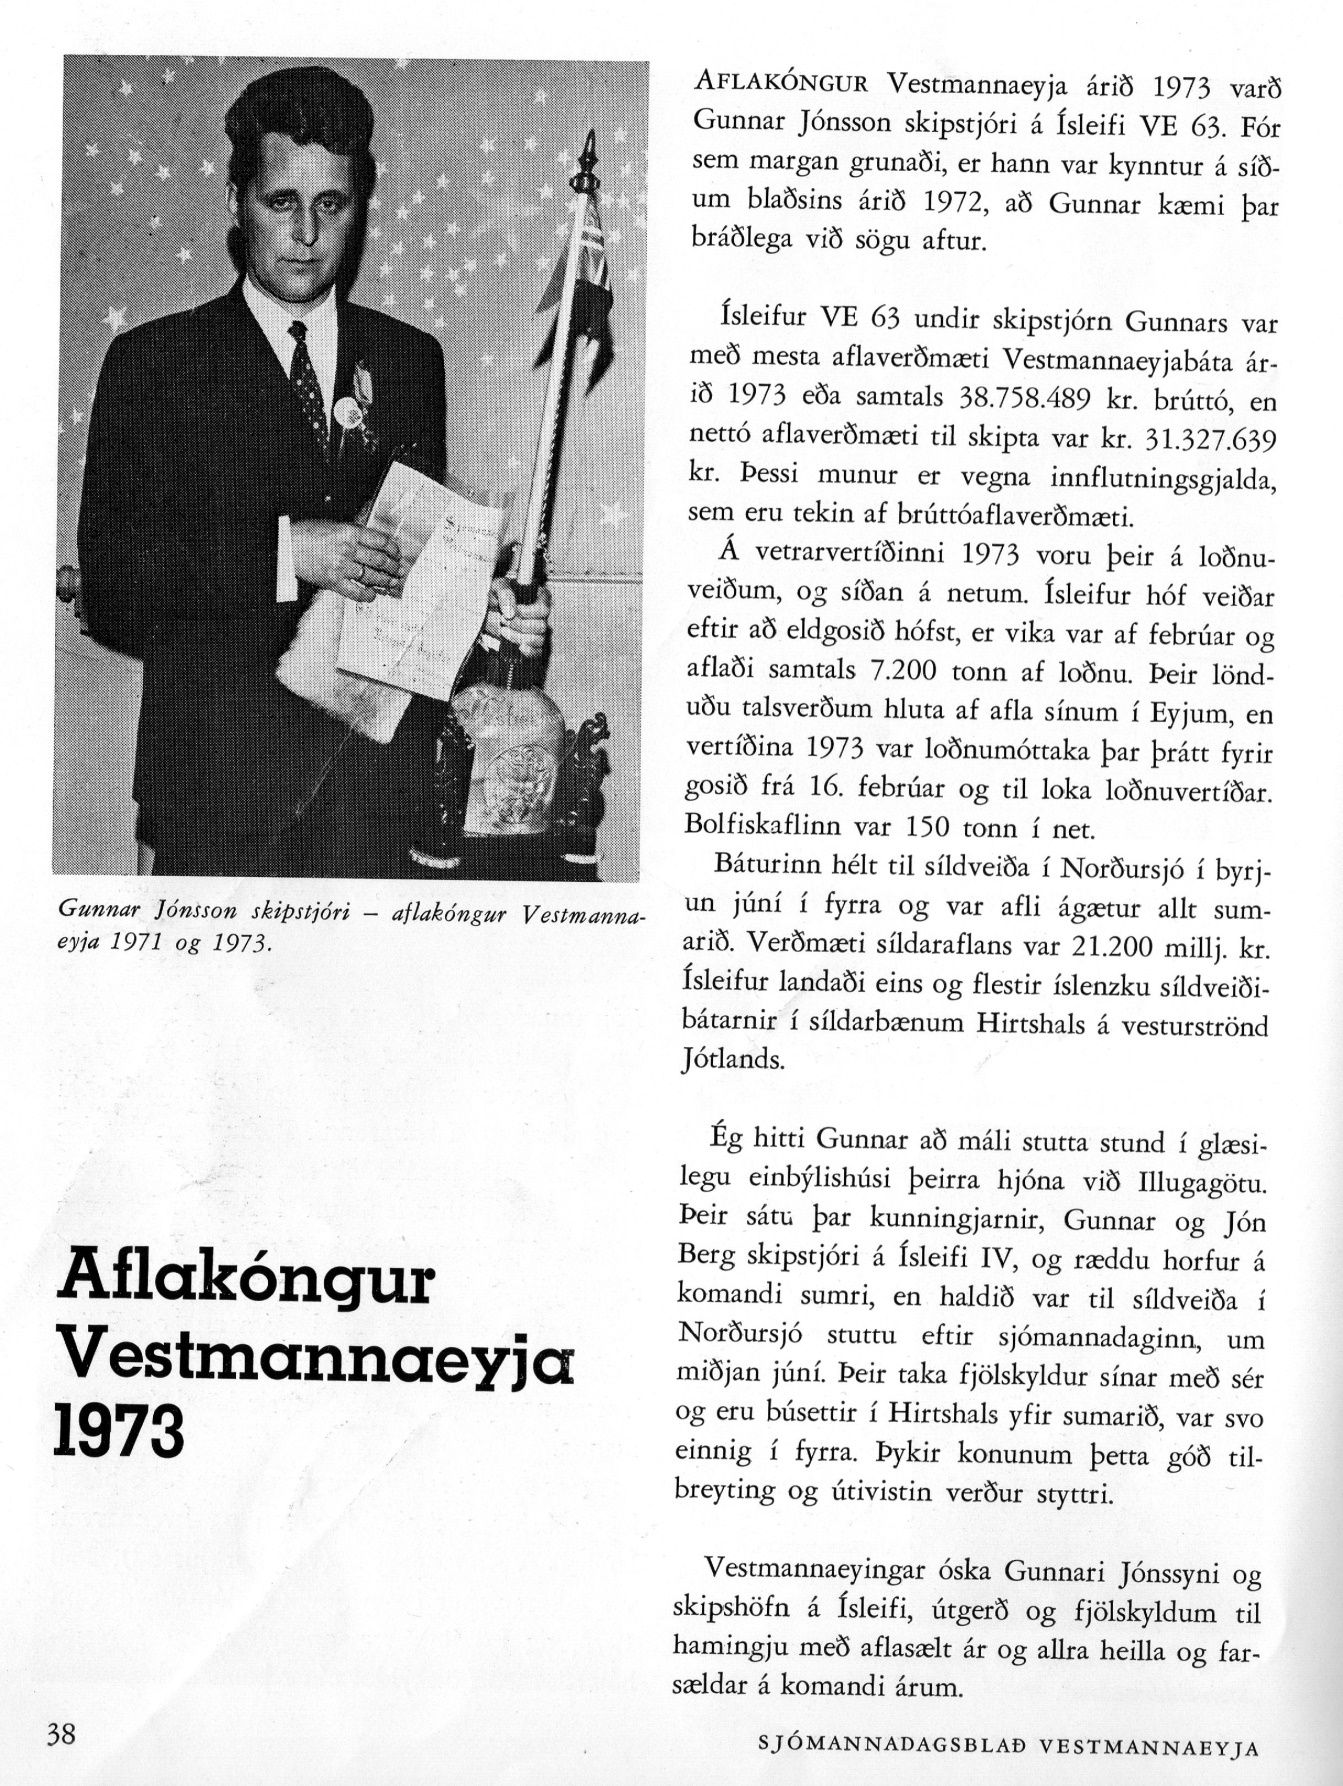 Gunnar Jónsson skipstjóri – aflakóngur Vestmanna-
eyja 1971 og 1973.
Aflakóngur
Vestmannaeyja
1973
AFLAKÓNGUR Vestmannaeyja árið 1973 varð
Gunnar Jónsson skipstjóri á Ísleifi VE 63. Fór
sem margan grunaði, er hann var kynntur á síð-
um blaðsins árið 1972, að Gunnar kæmi þar
bráðlega við sögu aftur.
Ísleifur VE 63 undir skipstjórn Gunnars var
með mesta aflaverðmæti Vestmannaeyjabáta ár-
ið 1973 eða samtals 38.758.489 kr. brúttó, en
nettó aflaverðmæti til skipta var kr. 31.327.639
kr. Þessi munur er vegna innflutningsgjalda,
sem eru tekin af brúttóaflaverðmæti.
Á vetrarvertíðinni 1973 voru þeir á loðnu-
veiðum, og síðan á netum. Ísleifur hóf veiðar
eftir að eldgosið hófst, er vika var af febrúar og
aflaði samtals 7.200 tonn af loðnu. Þeir lönd-
uðu talsverðum hluta af afla sínum í Eyjum, en
vertíðina 1973 var loðnumóttaka þar þrátt fyrir
gosið frá 16. febrúar og til loka loðnuvertíðar.
Bolfiskaflinn var 150 tonn í net.
Báturinn hélt til síldveiða í Norðursjó í byrj-
un júní í fyrra og var afli ágætur allt sum-
arið. Verðmæti síldaraflans var 21.200 millj. kr.
Ísleifur landaði eins og flestir íslenzku síldveiði-
bátarnir í síldarbænum Hirtshals á vesturströnd
Jótlands.
Ég hitti Gunnar að máli stutta stund í glæsi-
legu einbýlishúsi þeirra hjóna við Illugagötu.
Þeir sátu þar kunningjarnir, Gunnar og Jón
Berg skipstjóri á Ísleifi IV, og ræddu horfur á
komandi sumri, en haldið var til síldveiða í
Norðursjó stuttu eftir sjómannadaginn, um
miðjan júní. Þeir taka fjölskyldur sínar með sér
og eru búsettir í Hirtshals yfir sumarið, var svo
einnig í fyrra. Þykir konunum þetta góð til-
breyting og útivistin verður styttri.
Vestmannaeyingar óska Gunnari Jónssyni og
skipshöfn á Ísleifi, útgerð og fjölskyldum til
hamingju með aflasælt ár og allra heilla og far-
sældar á komandi árum.
38
SJÓMANNADAGSBLAÐ VESTMANNAEYJA